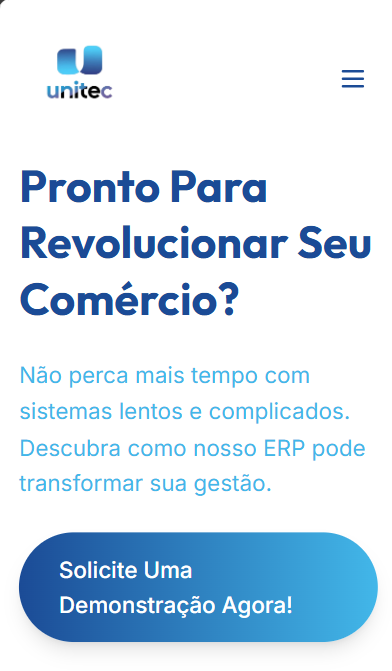 unitec
Pronto Para
Revolucionar Seu
Comércio?
Não perca mais tempo com
sistemas lentos e complicados.
Descubra como nosso ERP pode
transformar sua gestão.
Solicite Uma
Demonstração Agora!